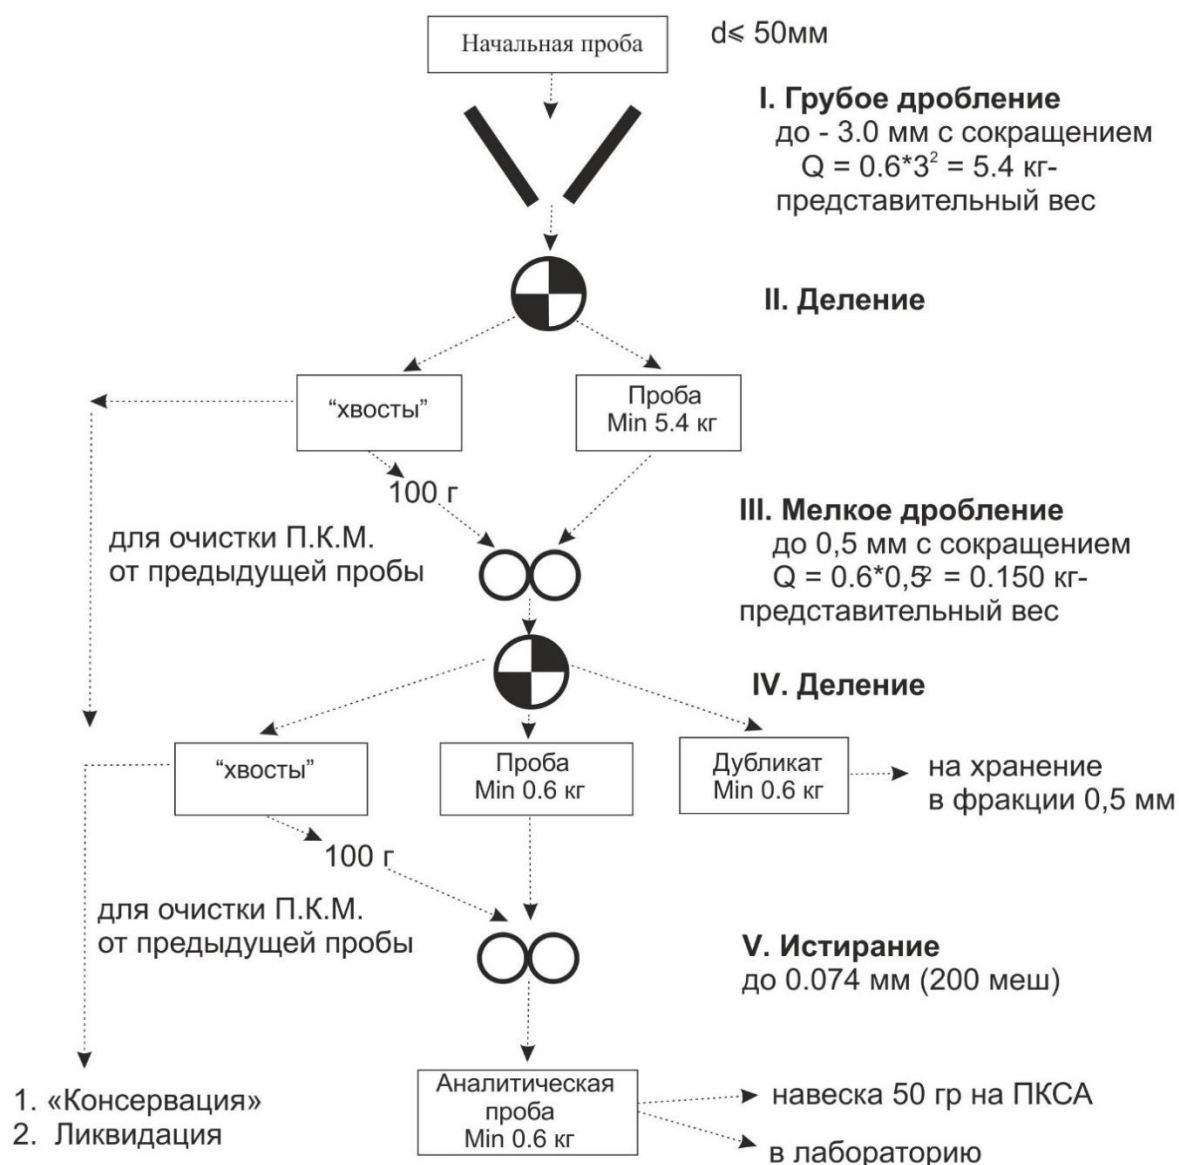 Начальная проба
d≤ 50мм
I. Грубое дробление
до - 3.0 мм с сокращением
Q = 0.6*3² = 5.4 кг-
представительный вес
II. Деление
“хвосты”
Проба
Min 5.4 кг
100 г
для очистки П.К.М.
от предыдущей пробы
III. Мелкое дробление
до 0,5 мм с сокращением
Q = 0.6*0,5² = 0.150 кг-
представительный вес
IV. Деление
“хвосты”
Проба
Min 0.6 кг
Дубликат
Min 0.6 кг
на хранение
в фракции 0,5 мм
100 г
для очистки П.К.М.
от предыдущей пробы
V. Истирание
до 0.074 мм (200 меш)
1. «Консервация»
2. Ликвидация
Аналитическая
проба
Min 0.6 кг
навеска 50 гр на ПКСА
в лабораторию